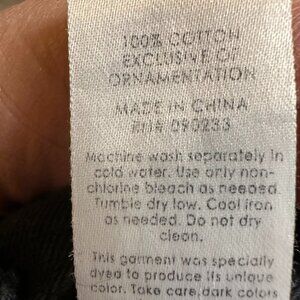 100% COTTON
EXCLUSIVE OF
ORNAMENTATION
MADE IN CHINA
RN# 090233
Machine wash separately in
cold water. Use only non-
chlorine bleach as needed.
Tumble dry low. Cool iron
as needed. Do not dry
clean.
This garment was specially
dyed to produce its unique
color. Take care, dark colors